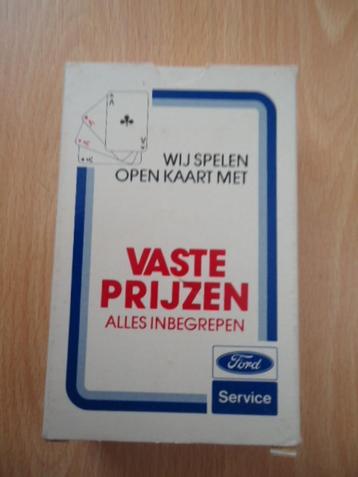 WIJ SPELEN
OPEN KAART MET
VASTE
PRIJZEN
ALLES INBEGREPEN
Ford
Service